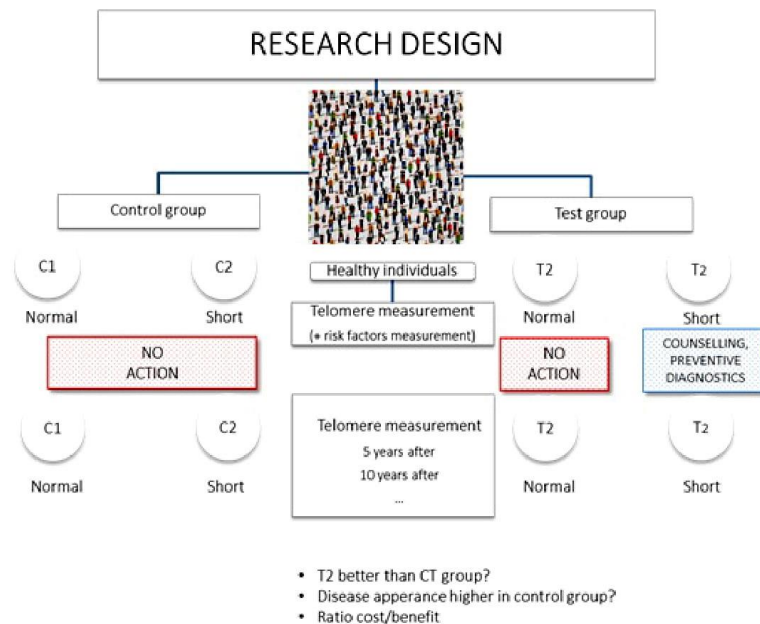 RESEARCH DESIGN
Control group
Test group
C1
C2
Healthy individuals
T2
T2
Normal
Short
Telomere measurement
(+ risk factors measurement)
Normal
Short
NO
ACTION
NO
ACTION
COUNSELLING,
PREVENTIVE
DIAGNOSTICS
C1
C2
Telomere measurement
5 years after
10 years after
...
T2
T2
Normal
Short
Normal
Short
• T2 better than CT group?
• Disease apperance higher in control group?
• Ratio cost/benefit